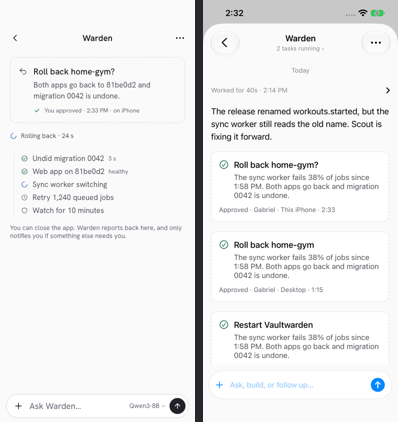 Warden
Roll back home-gym?
Both apps go back to 81be0d2 and
migration 0042 is undone.
You approved · 2:33 PM · on iPhone
Rolling back · 24 s
Undid migration 0042 3 s
Web app on 81be0d2 healthy
Sync worker switching
Retry 1,240 queued jobs
Watch for 10 minutes
You can close the app. Warden reports back here, and only
notifies you if something else needs you.
Ask Warden...
Qwen3-8B
2:32
Warden
2 tasks running ›
Today
Worked for 40s · 2:14 PM
The release renamed workouts.started, but the
sync worker still reads the old name. Scout is
fixing it forward.
Roll back home-gym?
The sync worker fails 38% of jobs since
1:58 PM. Both apps go back and migration
0042 is undone.
Approved · Gabriel · This iPhone · 2:33
Roll back home-gym
The sync worker fails 38% of jobs since
1:58 PM. Both apps go back and migration
0042 is undone.
Approved · Gabriel · Desktop · 1:15
Restart Vaultwarden
The sync worker fails 38% of jobs since
1:58 PM. Both apps go back and migration
0042 is undone.
Ask, build, or follow up...